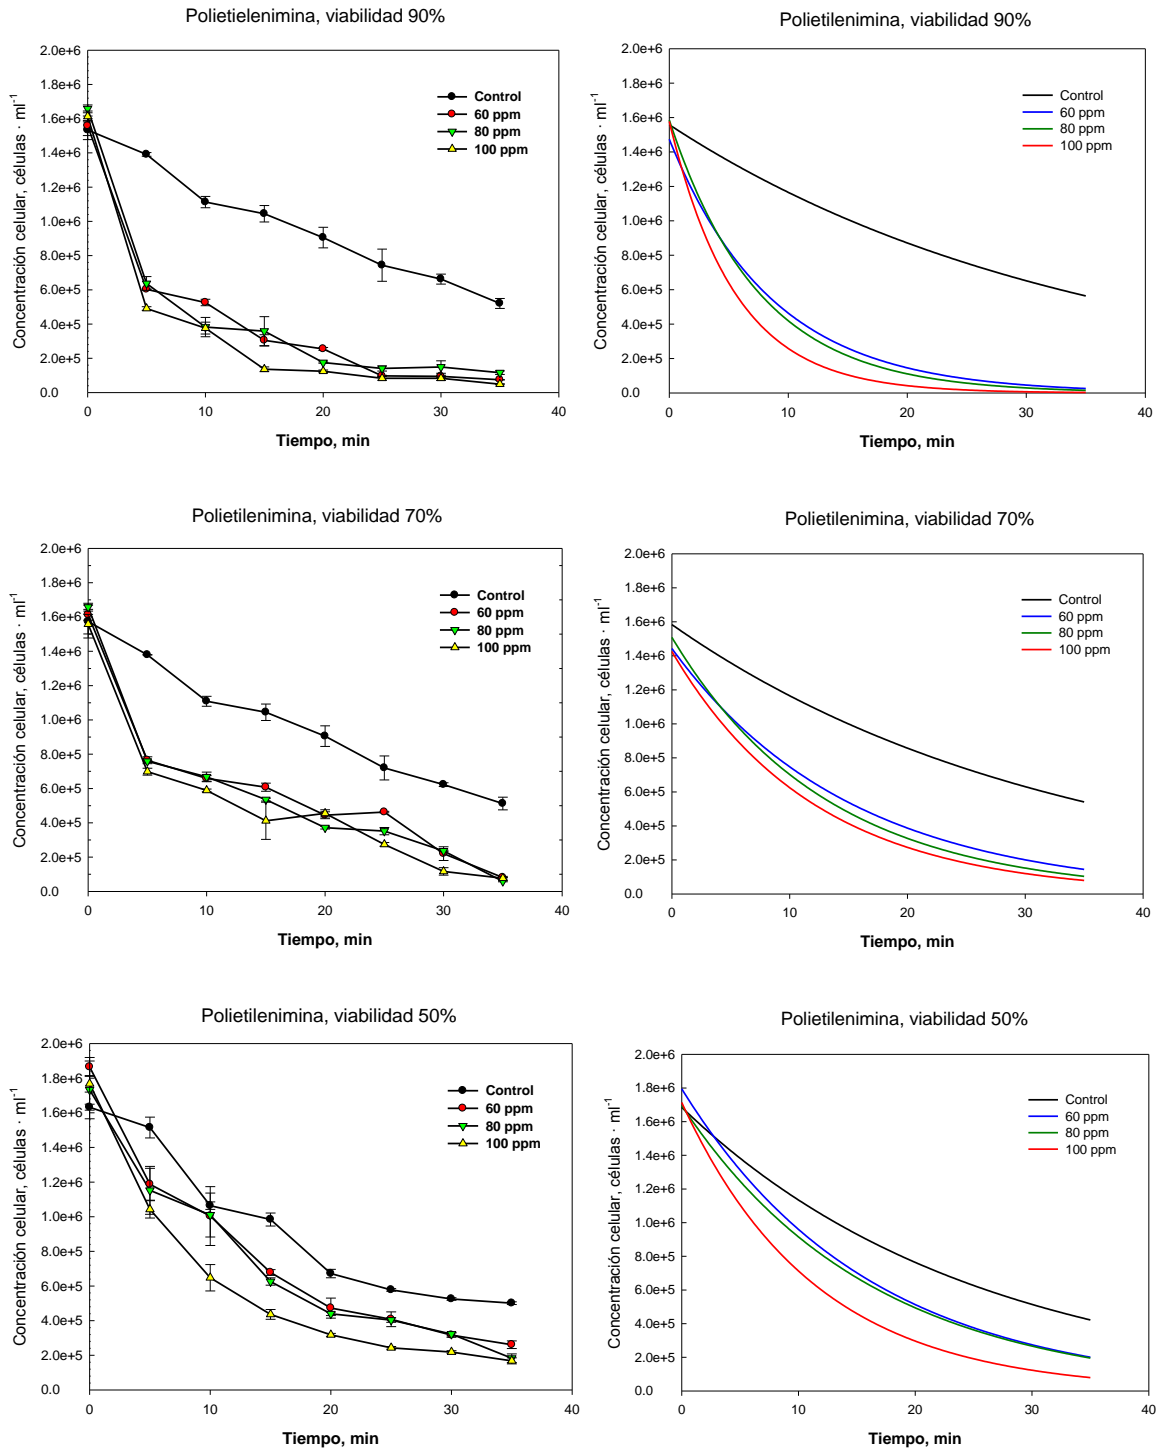 Polietielenimina, viabilidad 90%
Concentración celular, células · ml-1
2.0e+6
1.8e+6
1.6e+6
1.4e+6
1.2e+6
1.0e+6
8.0e+5
6.0e+5
4.0e+5
2.0e+5
0.0
Control
60 ppm
80 ppm
100 ppm
0 10 20 30 40
Tiempo, min
Polietilenimina, viabilidad 90%
Concentración celular, células · ml-1
2.0e+6
1.8e+6
1.6e+6
1.4e+6
1.2e+6
1.0e+6
8.0e+5
6.0e+5
4.0e+5
2.0e+5
0.0
Control
60 ppm
80 ppm
100 ppm
0 10 20 30 40
Tiempo, min
Polietilenimina, viabilidad 70%
Concentración celular, células · ml-1
2.0e+6
1.8e+6
1.6e+6
1.4e+6
1.2e+6
1.0e+6
8.0e+5
6.0e+5
4.0e+5
2.0e+5
0.0
Control
60 ppm
80 ppm
100 ppm
0 10 20 30 40
Tiempo, min
Polietilenimina, viabilidad 70%
Concentración celular, células · ml-1
2.0e+6
1.8e+6
1.6e+6
1.4e+6
1.2e+6
1.0e+6
8.0e+5
6.0e+5
4.0e+5
2.0e+5
0.0
Control
60 ppm
80 ppm
100 ppm
0 10 20 30 40
Tiempo, min
Polietilenimina, viabilidad 50%
Concentración celular, células · ml-1
2.0e+6
1.8e+6
1.6e+6
1.4e+6
1.2e+6
1.0e+6
8.0e+5
6.0e+5
4.0e+5
2.0e+5
0.0
Control
60 ppm
80 ppm
100 ppm
0 10 20 30 40
Tiempo, min
Polietilenimina, viabilidad 50%
Concentración celular, células · ml-1
2.0e+6
1.8e+6
1.6e+6
1.4e+6
1.2e+6
1.0e+6
8.0e+5
6.0e+5
4.0e+5
2.0e+5
0.0
Control
60 ppm
80 ppm
100 ppm
0 10 20 30 40
Tiempo, min